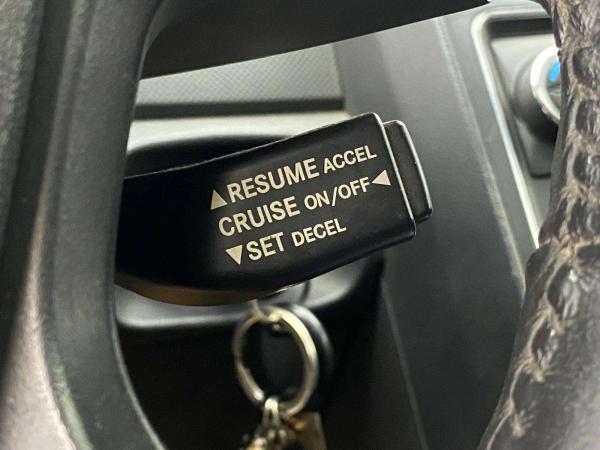 ▲RESUME ACCEL
CRUISE ON/OFF◀
▼SET DECEL